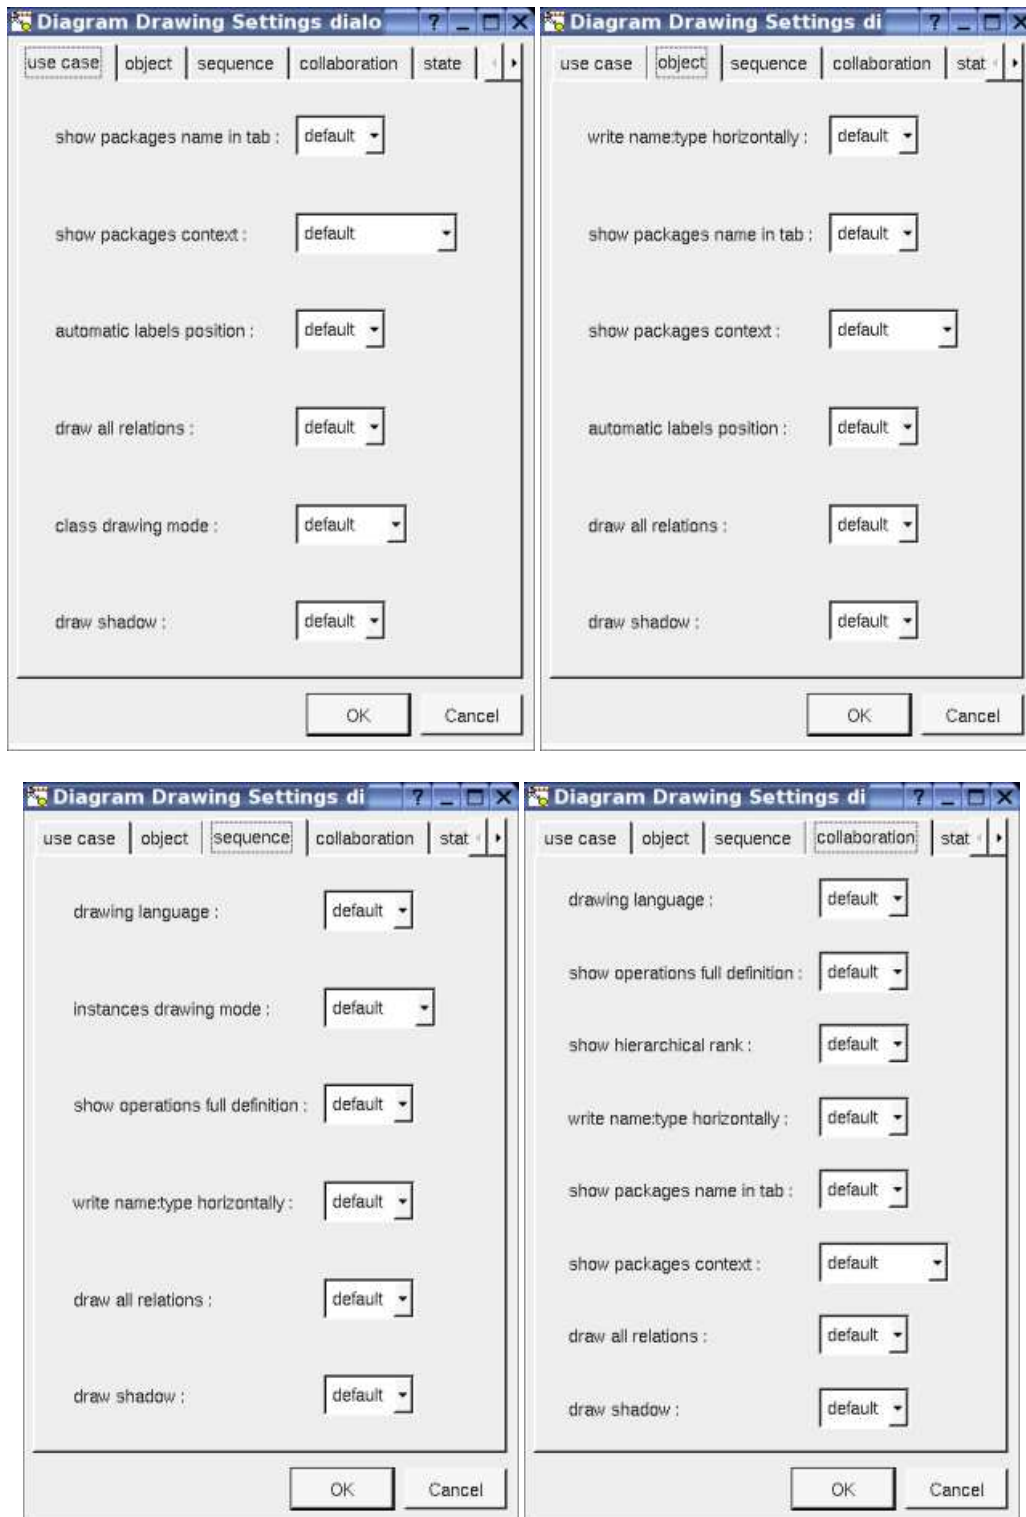 Diagram Drawing Settings dialo
use case object sequence collaboration state
show packages name in tab : default
show packages context : default
automatic labels position : default
draw all relations : default
class drawing mode : default
draw shadow : default
OK Cancel
Diagram Drawing Settings di
use case object sequence collaboration stat
write name:type horizontally : default
show packages name in tab : default
show packages context : default
automatic labels position : default
draw all relations : default
draw shadow : default
OK Cancel
Diagram Drawing Settings di
use case object sequence collaboration stat
drawing language : default
instances drawing mode : default
show operations full definition : default
write name:type horizontally : default
draw all relations : default
draw shadow : default
OK Cancel
Diagram Drawing Settings di
use case object sequence collaboration stat
drawing language : default
show operations full definition : default
show hierarchical rank : default
write name:type horizontally : default
show packages name in tab : default
show packages context : default
draw all relations : default
draw shadow : default
OK Cancel